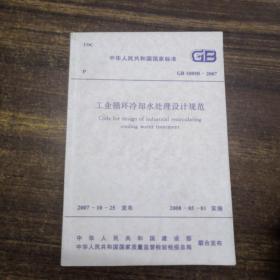 UDC
中华人民共和国国家标准 GB
P GB 50050-2007
工业循环冷却水处理设计规范
Code for design of industrial recirculating
cooling water treatment
2007-10-25 发布 2008-05-01 实施
中华人民共和国建设部
中华人民共和国国家质量监督检验检疫总局 联合发布